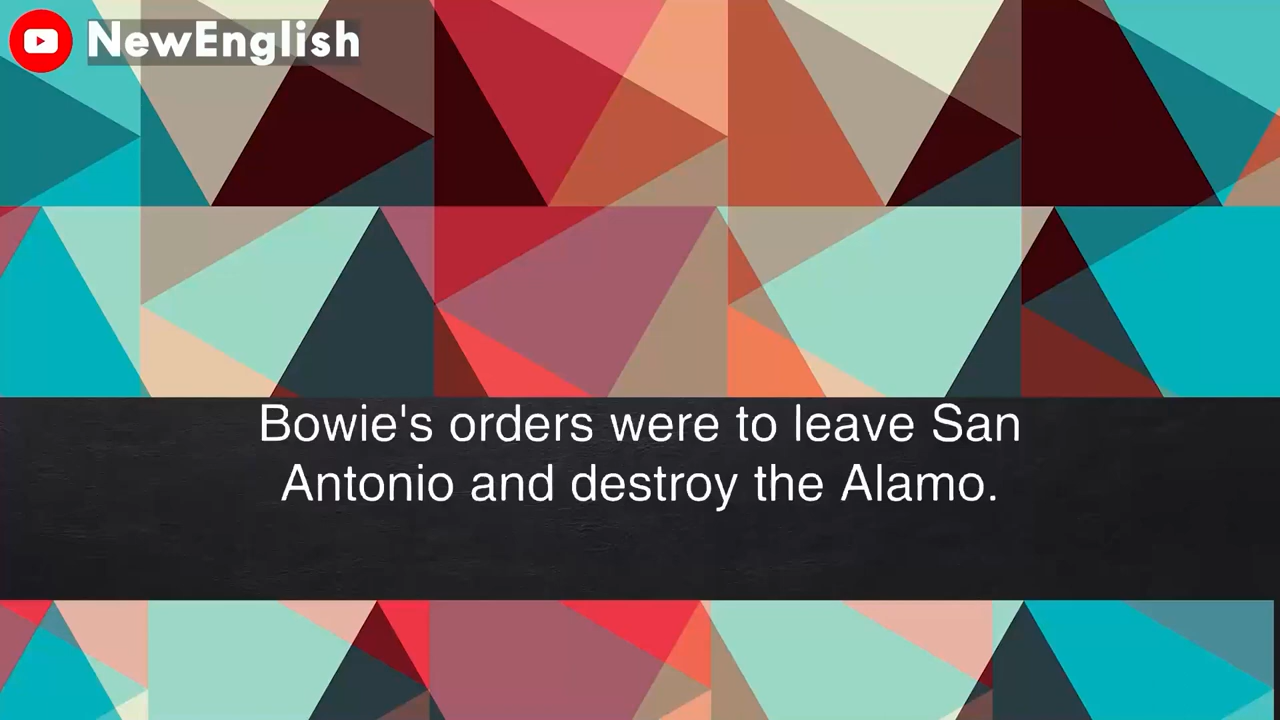 NewEnglish
Bowie's orders were to leave San
Antonio and destroy the Alamo.